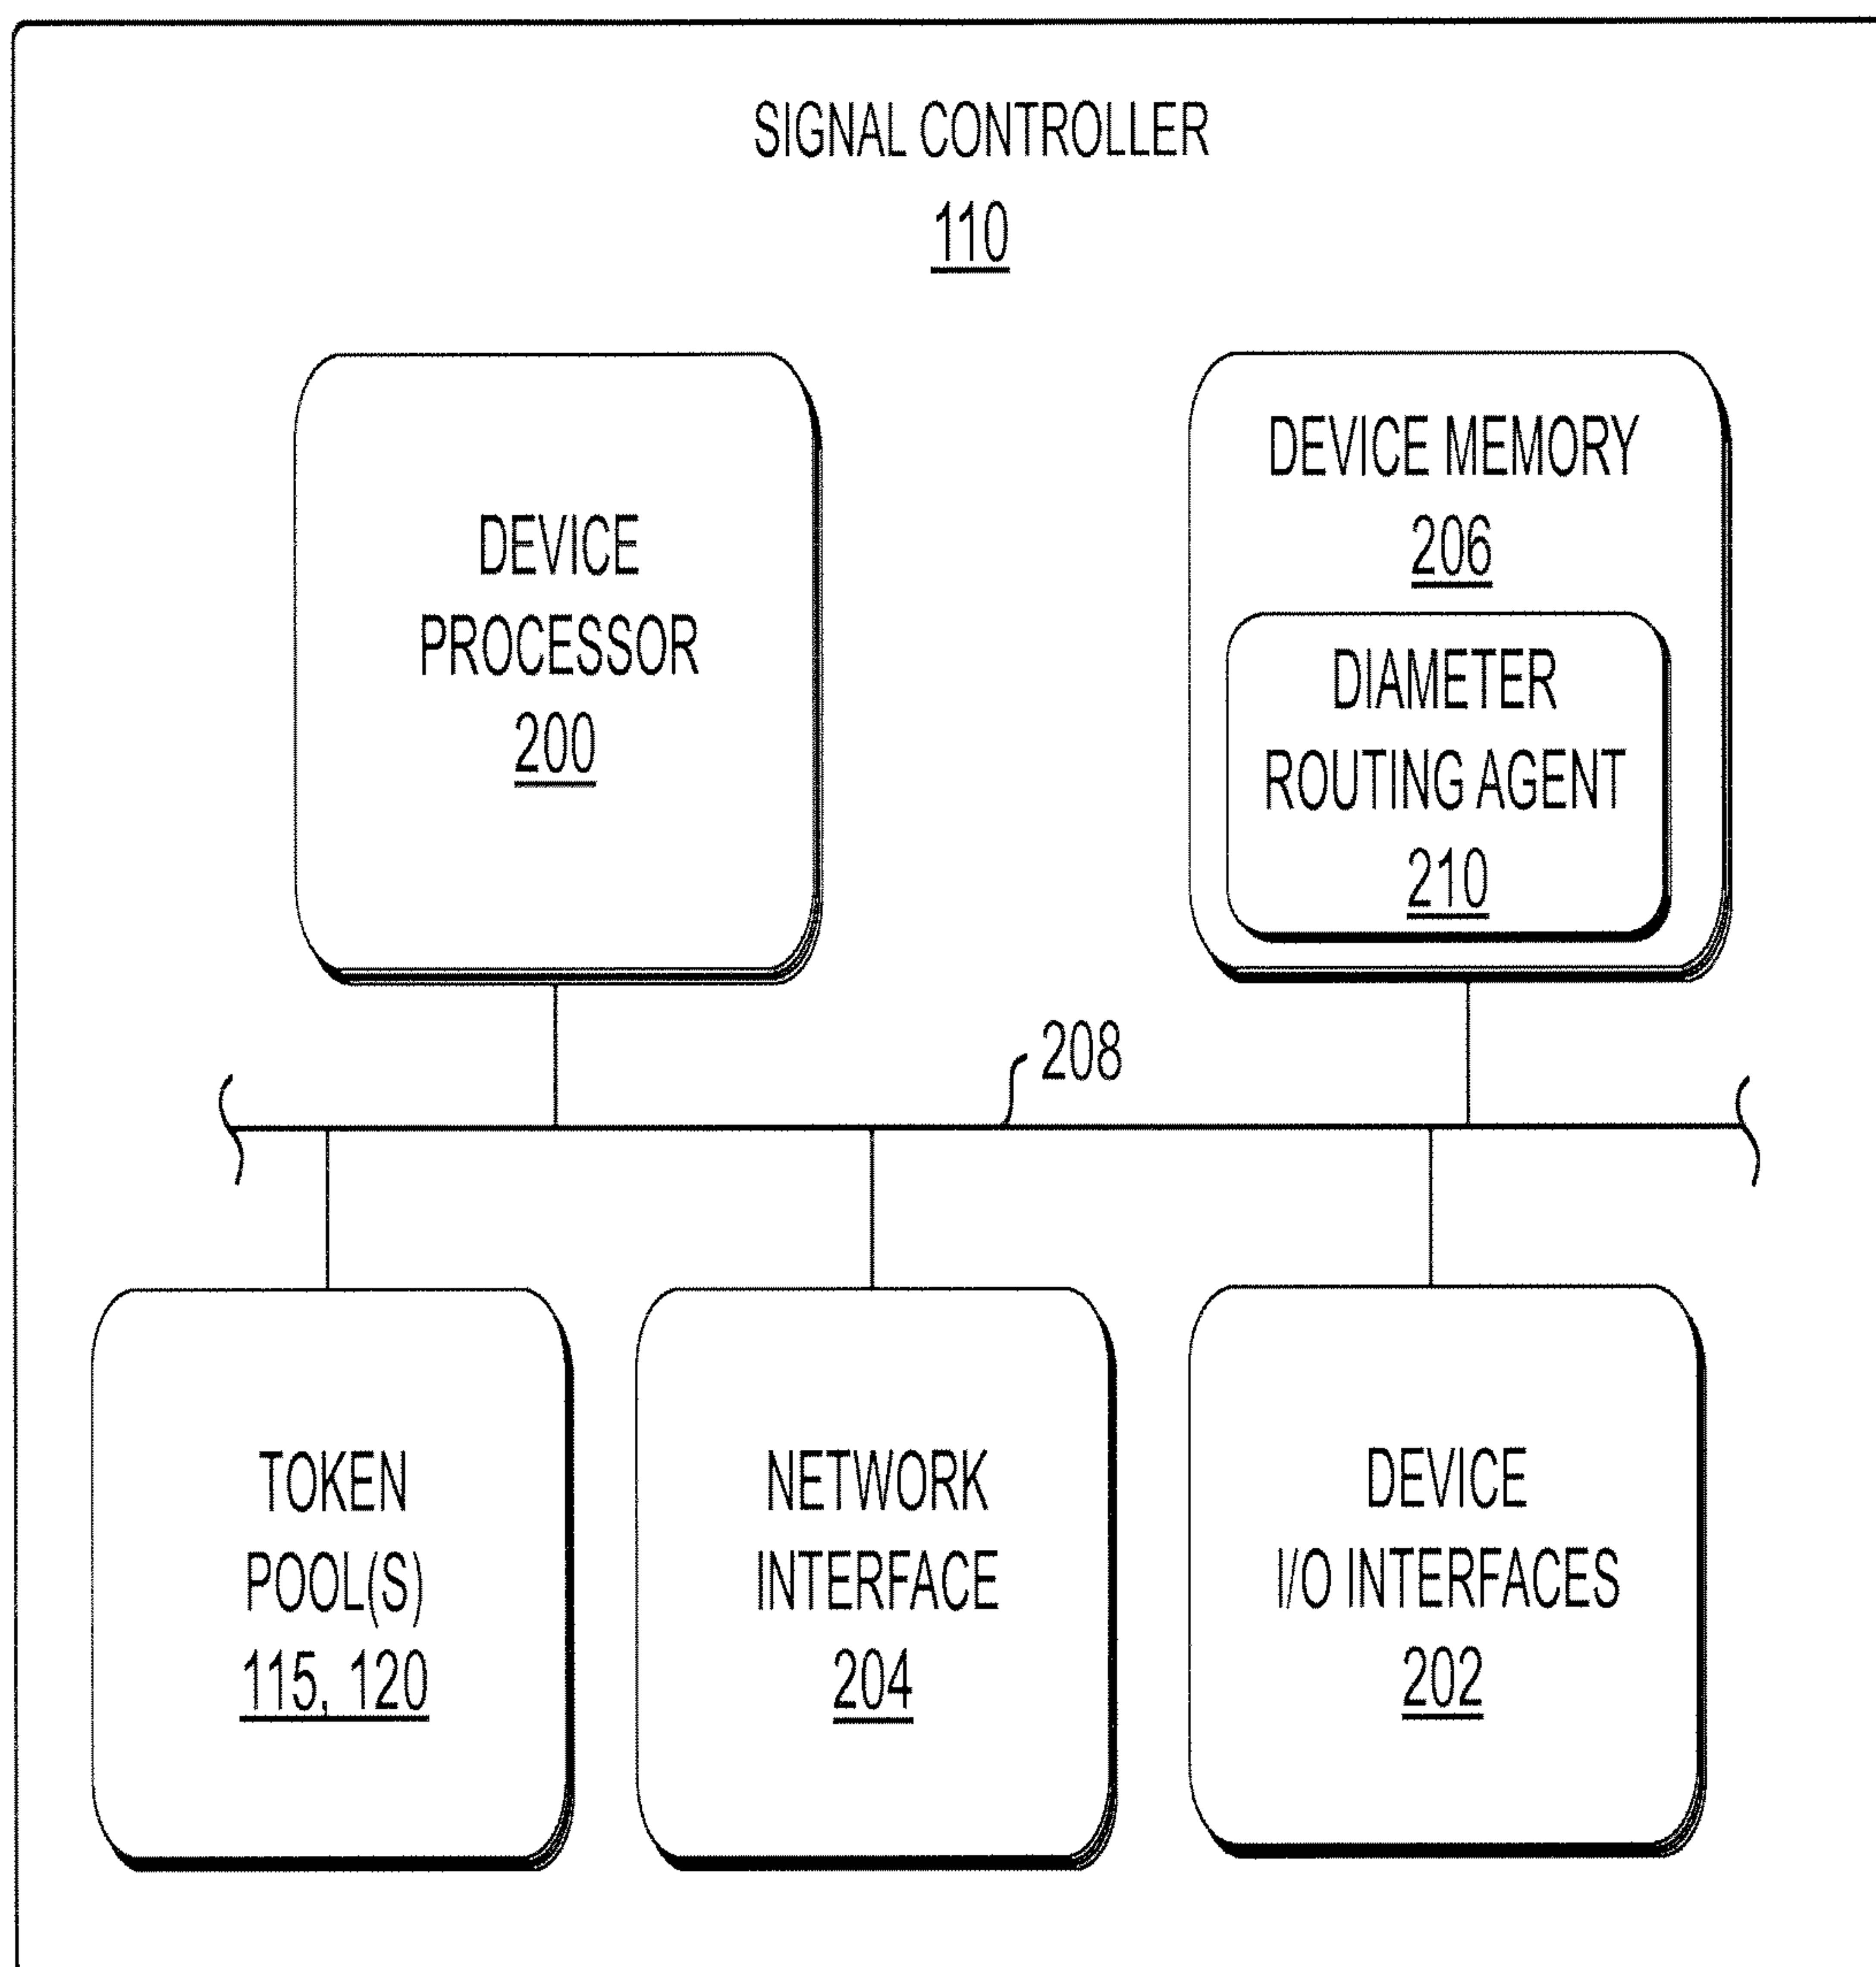 SIGNAL CONTROLLER
110
DEVICE
PROCESSOR
200
DEVICE MEMORY
206
DIAMETER
ROUTING AGENT
210
208
TOKEN
POOL(S)
115, 120
NETWORK
INTERFACE
204
DEVICE
I/O INTERFACES
202